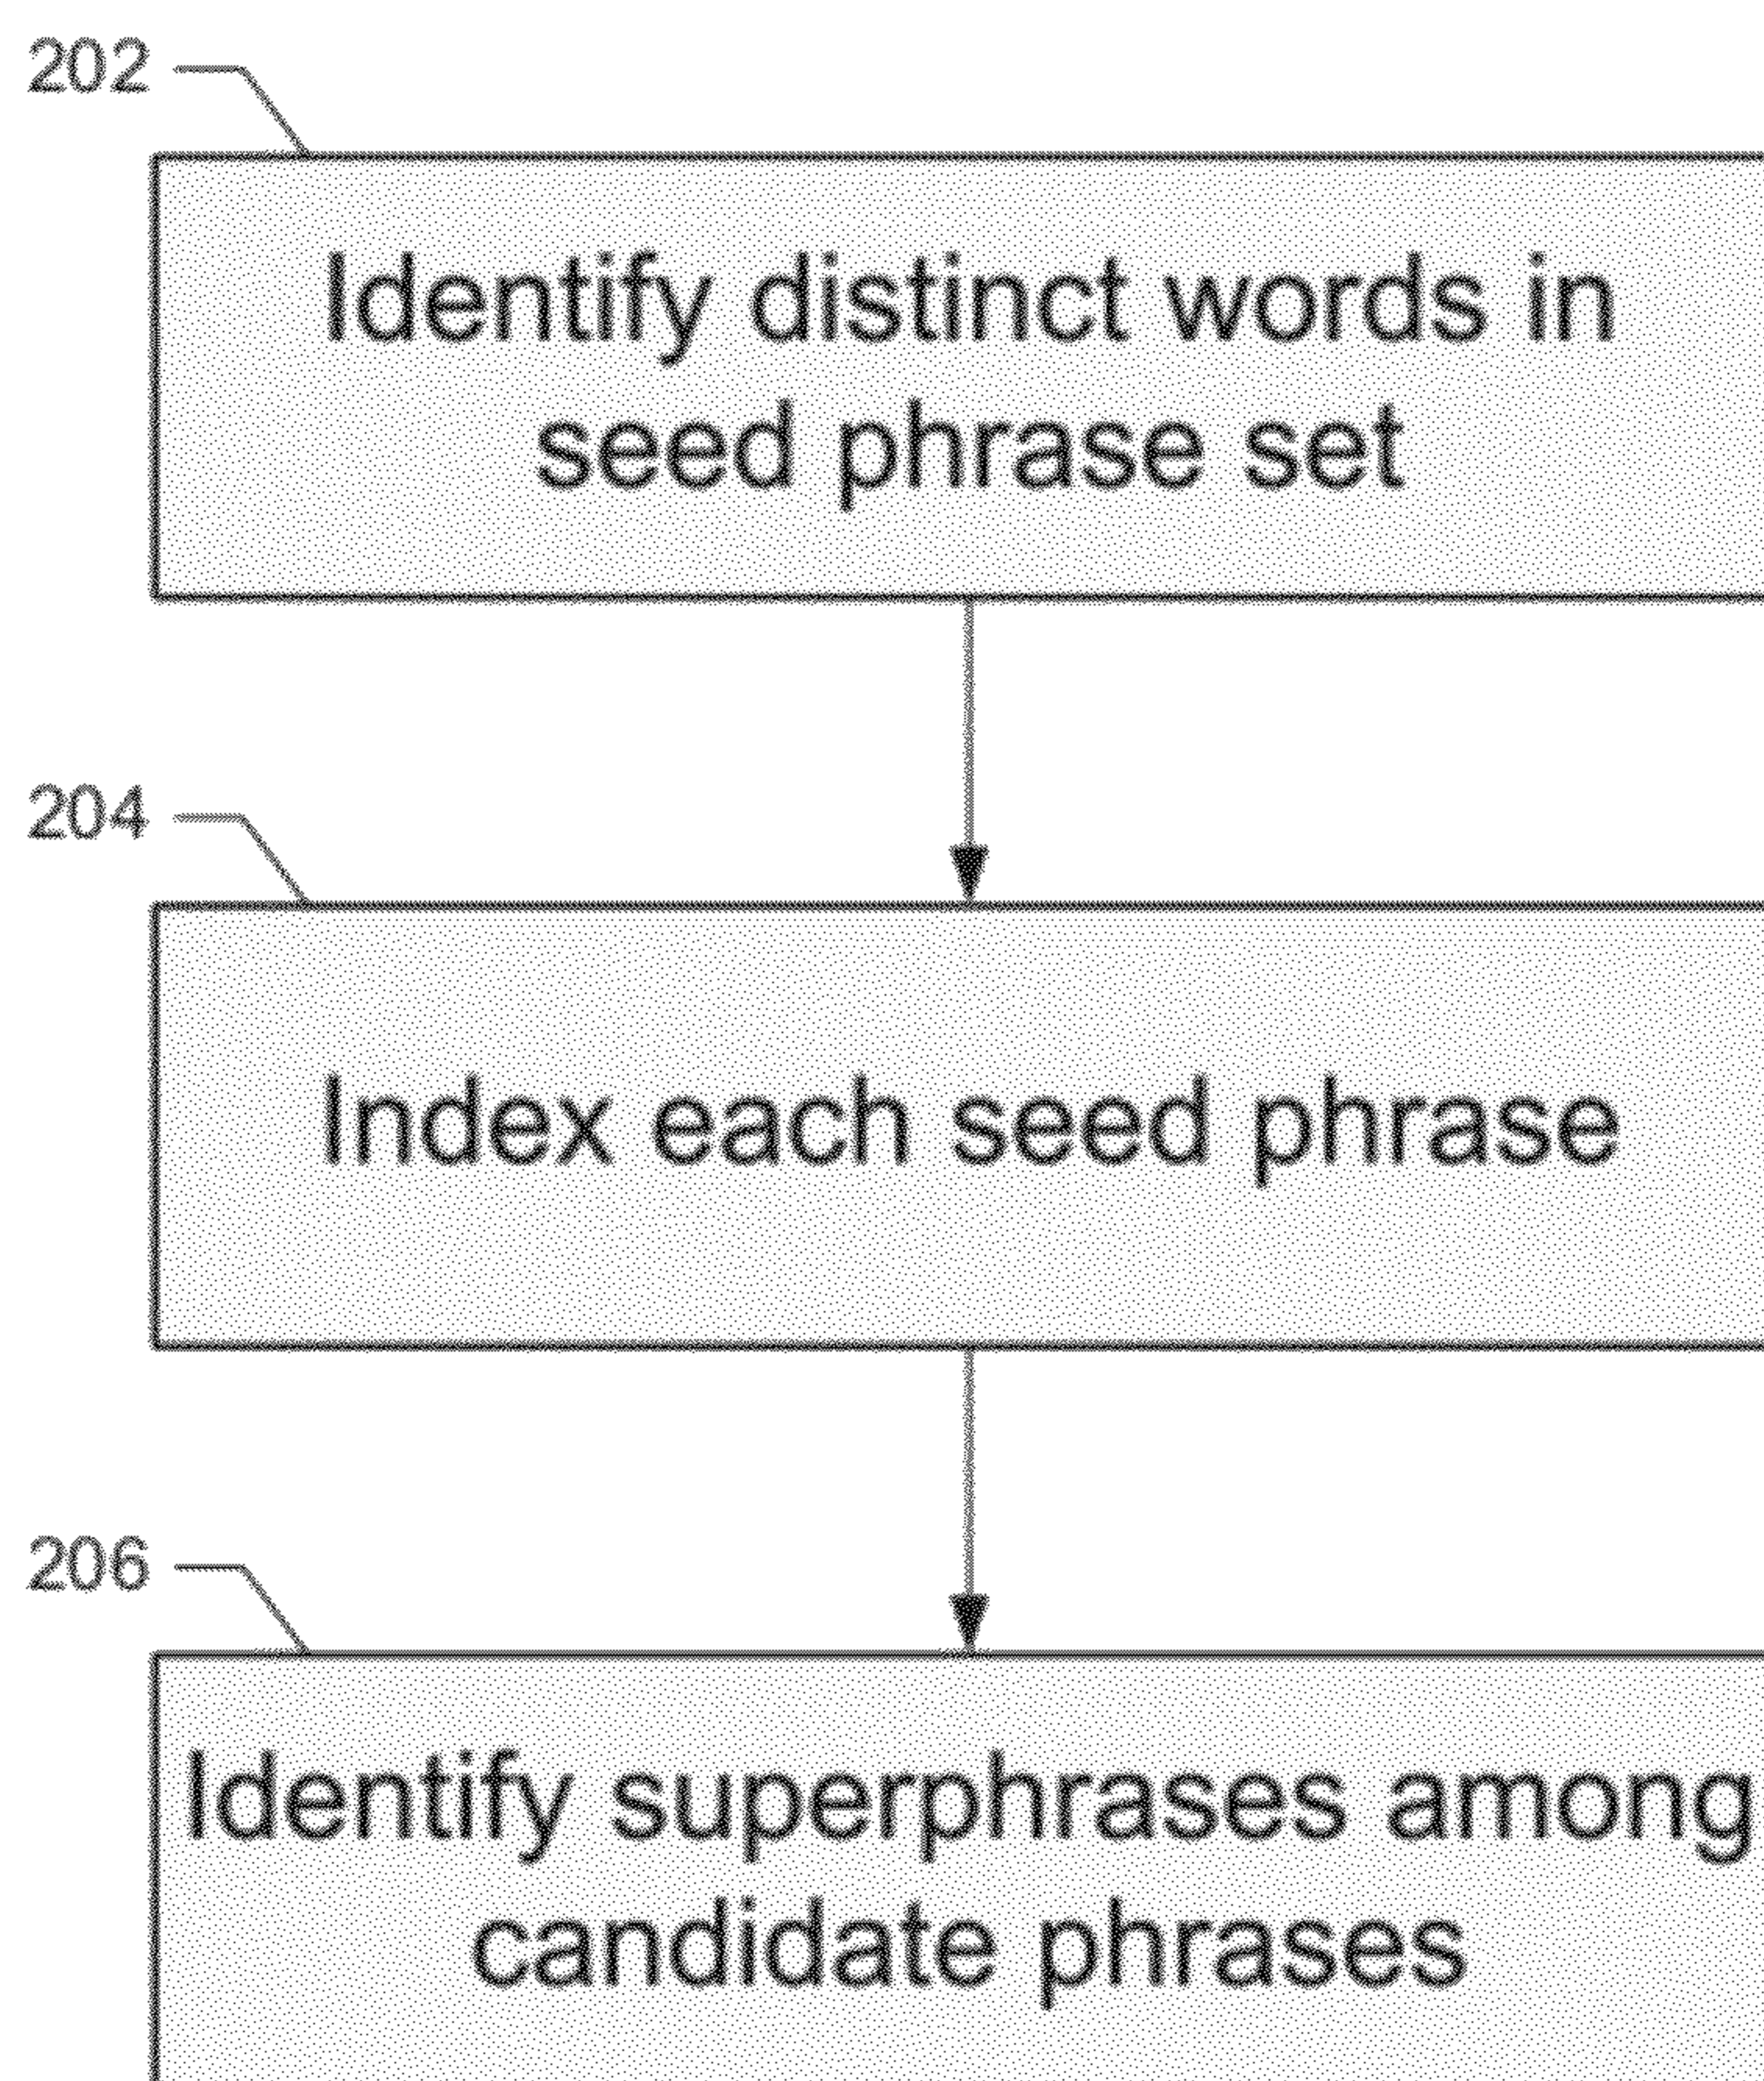 202
Identify distinct words in
seed phrase set
204
Index each seed phrase
206
Identify superphrases among
candidate phrases